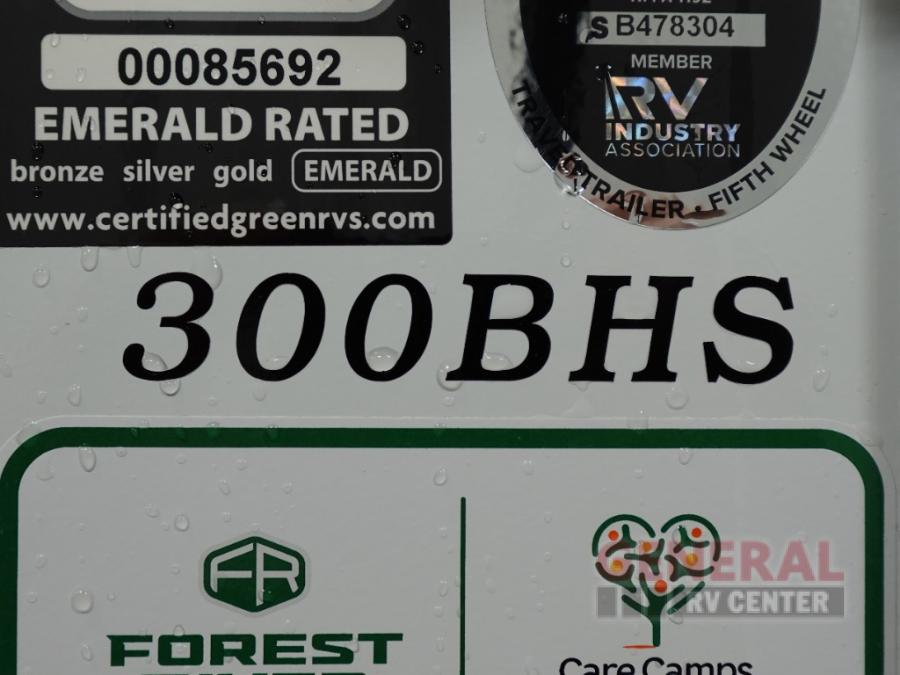 00085692
EMERALD RATED
bronze silver gold EMERALD
www.certifiedgreenrvs.com
S B478304
MEMBER
RV
INDUSTRY
ASSOCIATION
TRAVEL TRAILER · FIFTH WHEEL
300BHS
FR
FOREST
RIVER
Care Camps
GENERAL
RV CENTER